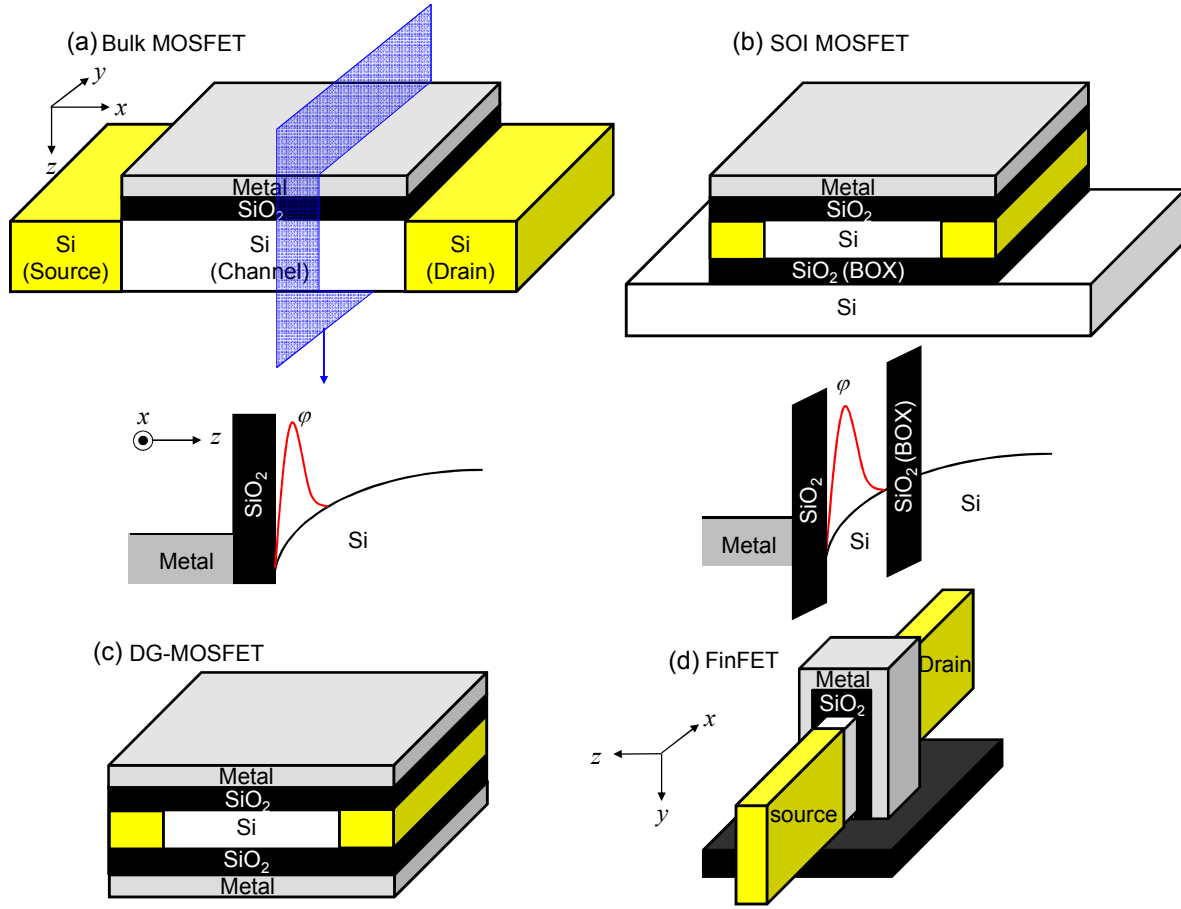 (a) Bulk MOSFET
y
x
z
Metal
SiO2
Si
(Source)
Si
(Channel)
Si
(Drain)
x
z
φ
SiO2
Metal
Si
(b) SOI MOSFET
Metal
SiO2
Si
SiO2 (BOX)
Si
φ
SiO2
SiO2 (BOX)
Metal
Si
Si
(c) DG-MOSFET
Metal
SiO2
Si
SiO2
Metal
(d) FinFET
x
z
y
Metal
SiO2
Drain
source